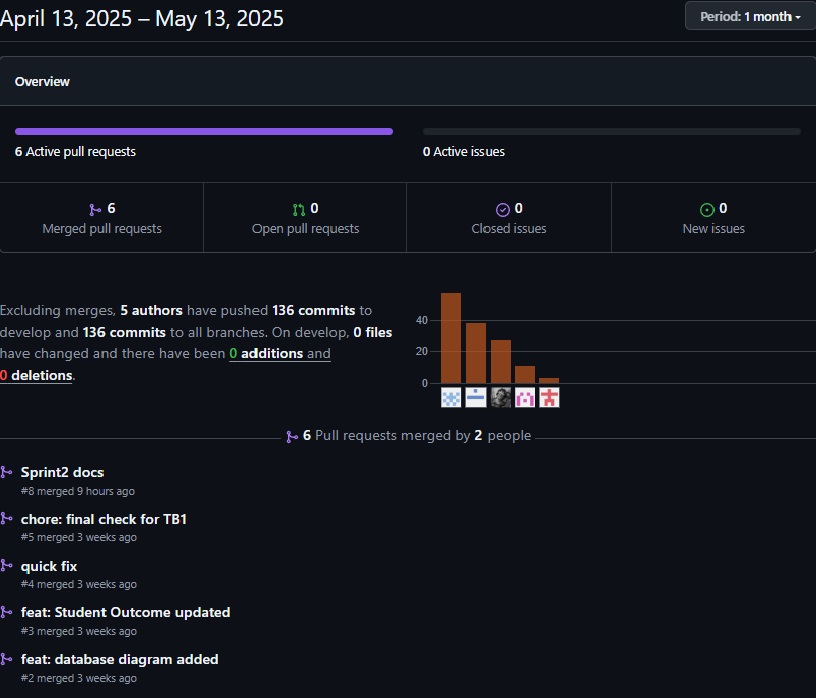 April 13, 2025 – May 13, 2025
Period: 1 month
Overview
6 Active pull requests
0 Active issues
6
Merged pull requests
0
Open pull requests
0
Closed issues
0
New issues
Excluding merges, 5 authors have pushed 136 commits to
develop and 136 commits to all branches. On develop, 0 files
have changed and there have been 0 additions and
0 deletions.
40
20
0
6 Pull requests merged by 2 people
Sprint2 docs
#8 merged 9 hours ago
chore: final check for TB1
#5 merged 3 weeks ago
quick fix
#4 merged 3 weeks ago
feat: Student Outcome updated
#3 merged 3 weeks ago
feat: database diagram added
#2 merged 3 weeks ago